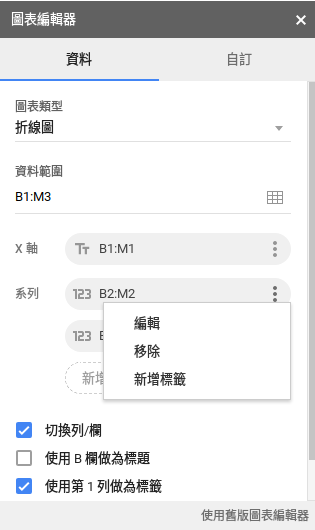 圖表編輯器
資料 自訂
圖表類型
折線圖
資料範圍
B1:M3
X 軸 B1:M1
系列 123 B2:M2
編輯
123
移除
新增標籤
切換列/欄
使用 B 欄做為標題
使用第 1 列做為標籤
使用舊版圖表編輯器